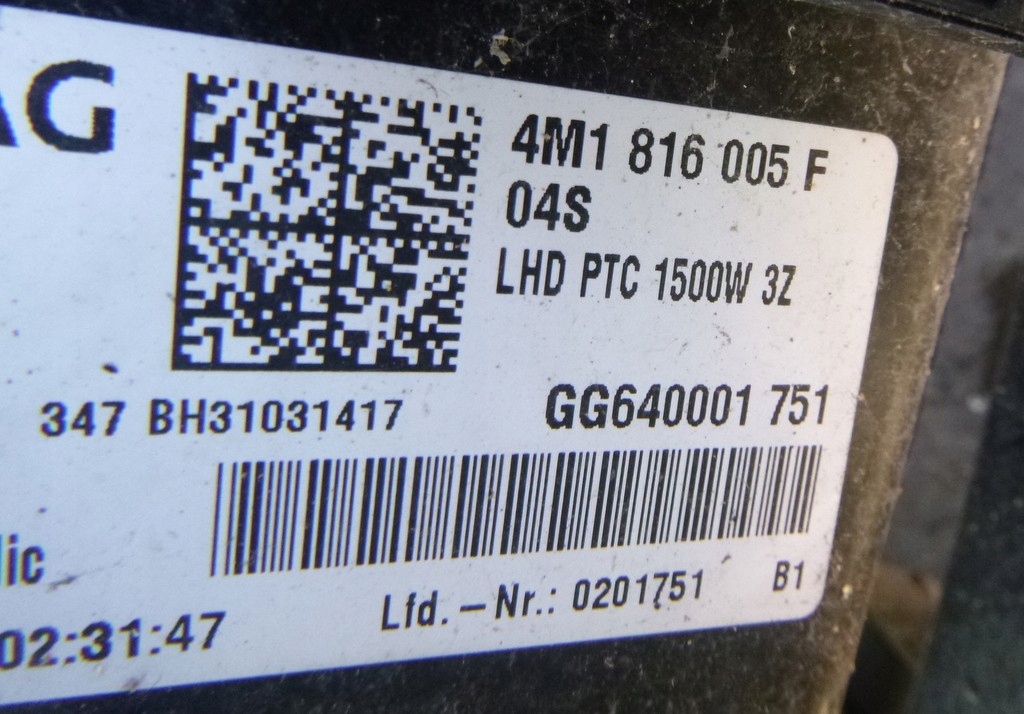 AG
4M1 816 005 F
04S
LHD PTC 1500W 3Z
347 BH31031417
GG640001 751
Lfd. – Nr.: 0201751
B1
02:31:47